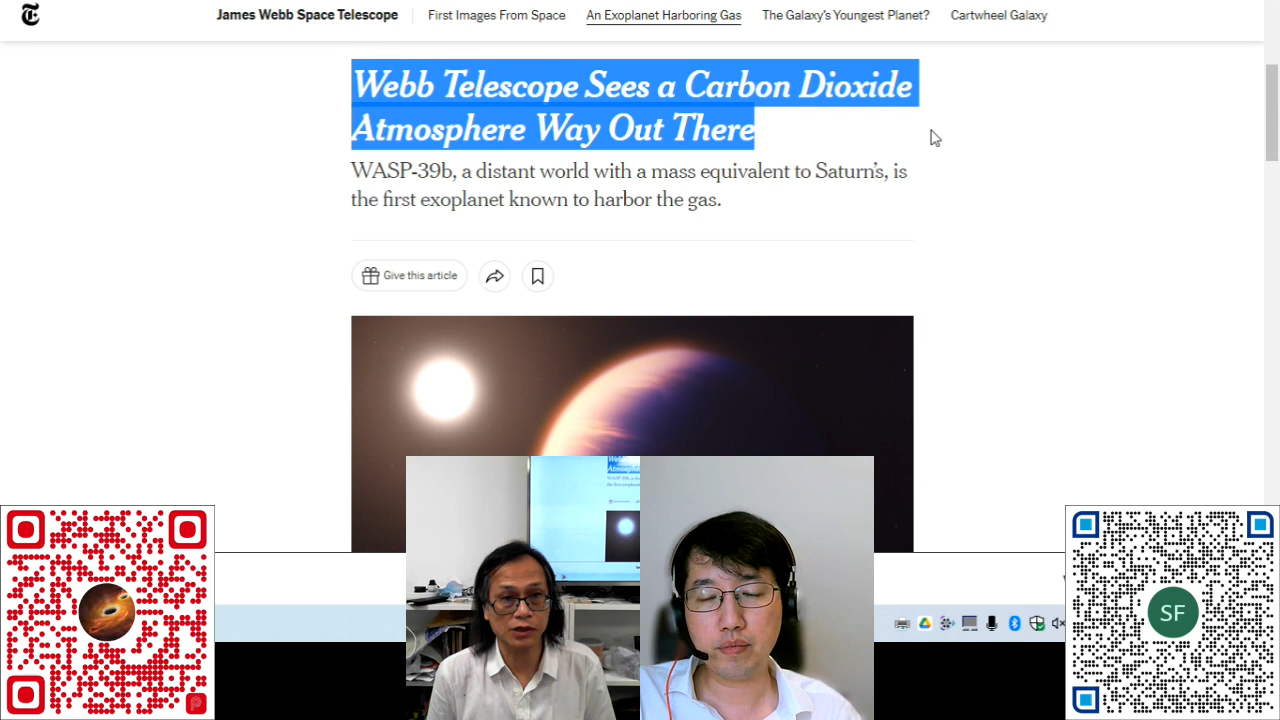 James Webb Space Telescope
First Images From Space
An Exoplanet Harboring Gas
The Galaxy's Youngest Planet?
Cartwheel Galaxy
Webb Telescope Sees a Carbon Dioxide
Atmosphere Way Out There
WASP-39b, a distant world with a mass equivalent to Saturn's, is
the first exoplanet known to harbor the gas.
Give this article
SF